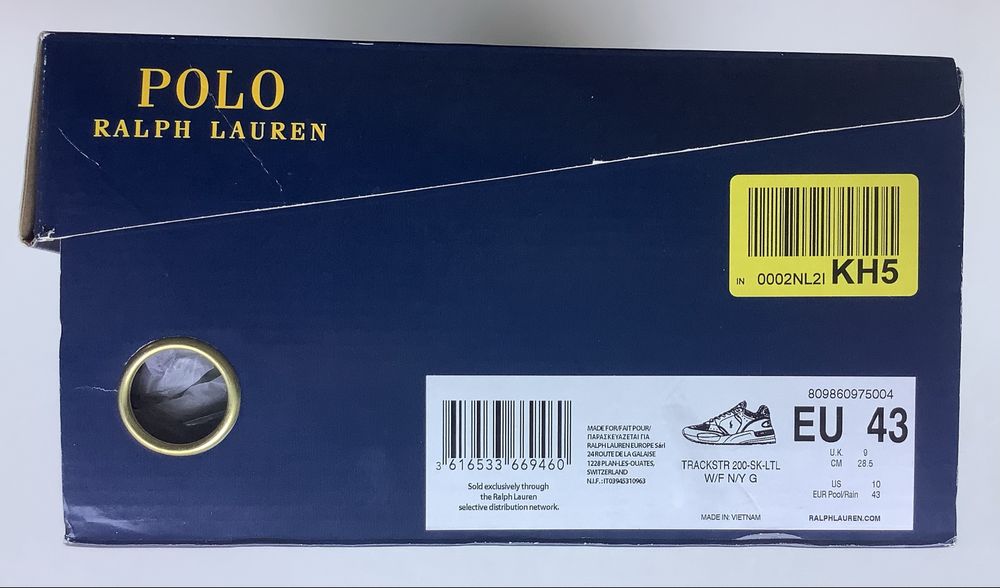 POLO
RALPH LAUREN
IN 0002NL2I KH5
3 616533 669460
Sold exclusively through
the Ralph Lauren
selective distribution network.
MADE FOR/FAIT POUR/
ΠΑΡΑΣΚΕΥΑΖΕΤΑΙ ΓΙΑ
RALPH LAUREN EUROPE Sàrl
24 ROUTE DE LA GALAISE
1228 PLAN-LES-OUATES,
SWITZERLAND
N.I.F. :IT03945310963
TRACKSTR 200-SK-LTL
W/F N/Y G
MADE IN: VIETNAM
809860975004
EU 43
U.K. 9
CM 28.5
US 10
EUR Pool/Rain 43
RALPHLAUREN.COM